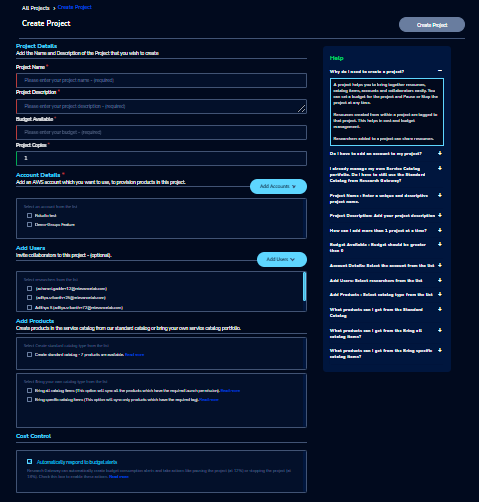 All Projects > Create Project
Create Project
Create Project
Project Details
Add the Name and Description of the Project that you wish to create
Project Name *
Please enter your project name - (required)
Project Description *
Please enter your project description - (required)
Budget Available *
Please enter your budget - (required)
Project Copies *
1
Account Details *
Add an AWS account which you want to use, to provision products in this project.
Add Accounts
Select an account from the list
Robotic-test
Demo-Groups Feature
Add Users
Invite collaborators to this project - (optional).
Add Users
Select researchers from the list
Add Products
Create products in the service catalog from our standard catalog or bring your own service catalog portfolio.
Select Create standard catalog type from the list
Create standard catalog - 7 products are available. Read more
Select Bring your own catalog type from the list
Bring all catalog items (This option will sync all the products which have the required launch permission). Read more
Bring specific catalog items (This option will sync only products which have the required tag). Read more
Cost Control
Automatically respond to budget alerts
Read more
Help
Why do I need to create a project?
A project helps you to bring together resources,
catalog items, accounts and collaborators easily. You
can set a budget for the project and Pause or Stop the
project at any time.
Resources created from within a project are tagged to
that project. This helps in cost and budget
management.
Researchers added to a project can share resources.
Do I have to add an account to my project?
I already manage my own Service Catalog
portfolio. Do I have to still use the Standard
Catalog from Research Gateway?
Project Name : Enter a unique and descriptive
project name.
Project Description: Add your project description
How can I add more than 1 project at a time?
Budget Available : Budget should be greater
than 0
Account Details: Select the account from the list
Add Users: Select researchers from the list
Add Products : Select catalog type from the list
What products can I get from the Standard
Catalog
What products can I get from the Bring all
catalog items?
What products can I get from the Bring specific
catalog items?